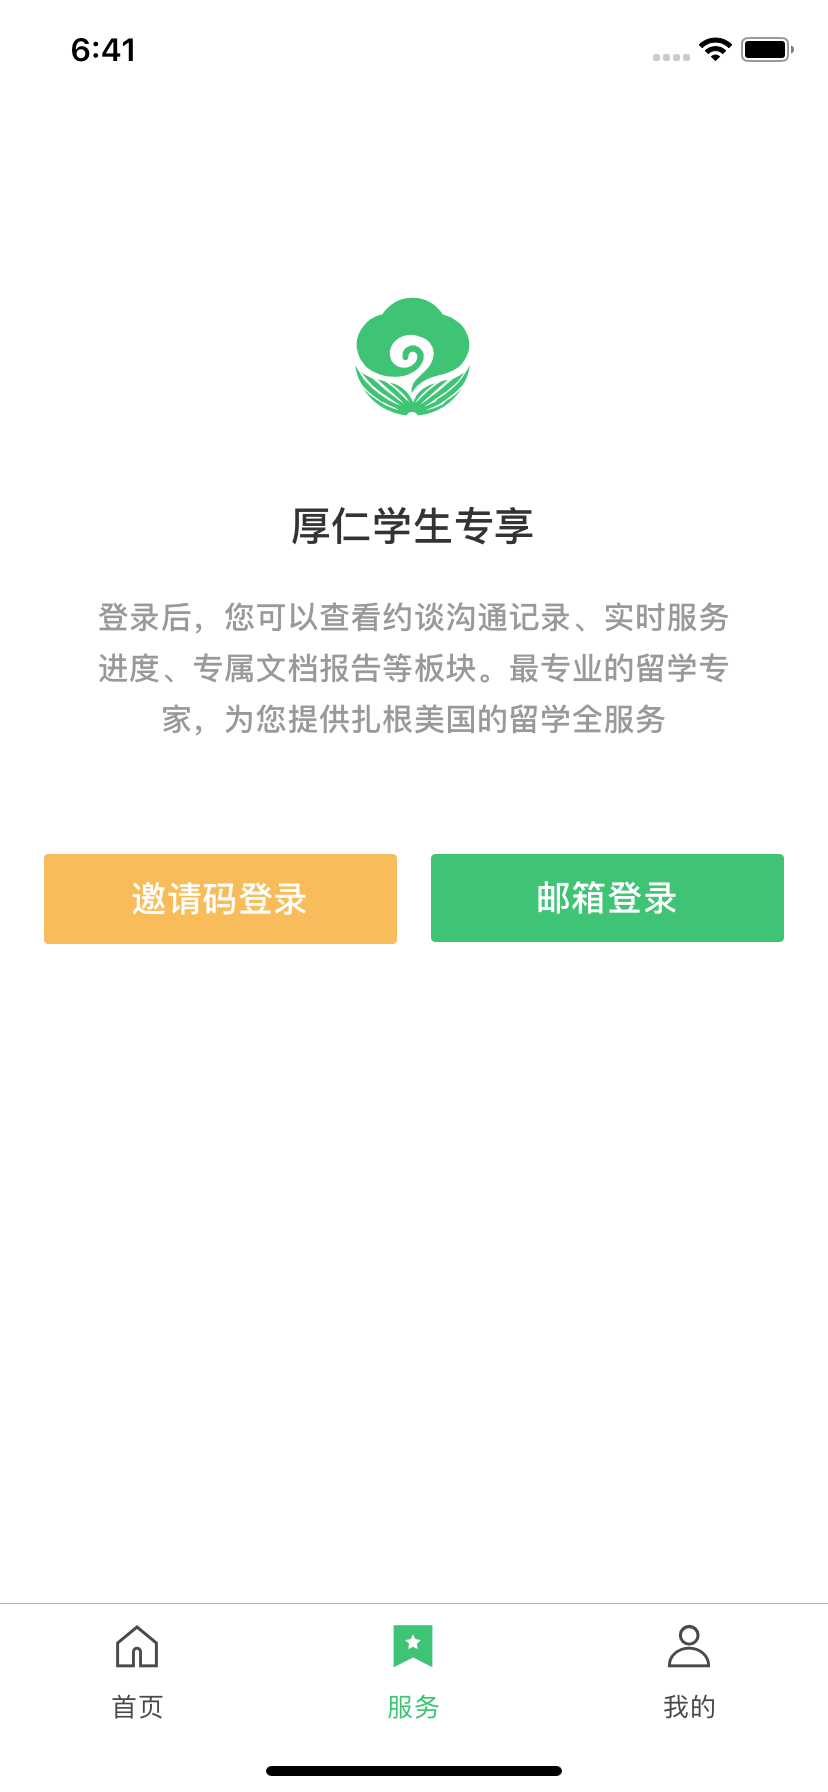 6:41
厚仁学生专享
登录后，您可以查看约谈沟通记录、实时服务
进度、专属文档报告等板块。最专业的留学专
家，为您提供扎根美国的留学全服务
邀请码登录
邮箱登录
首页
服务
我的